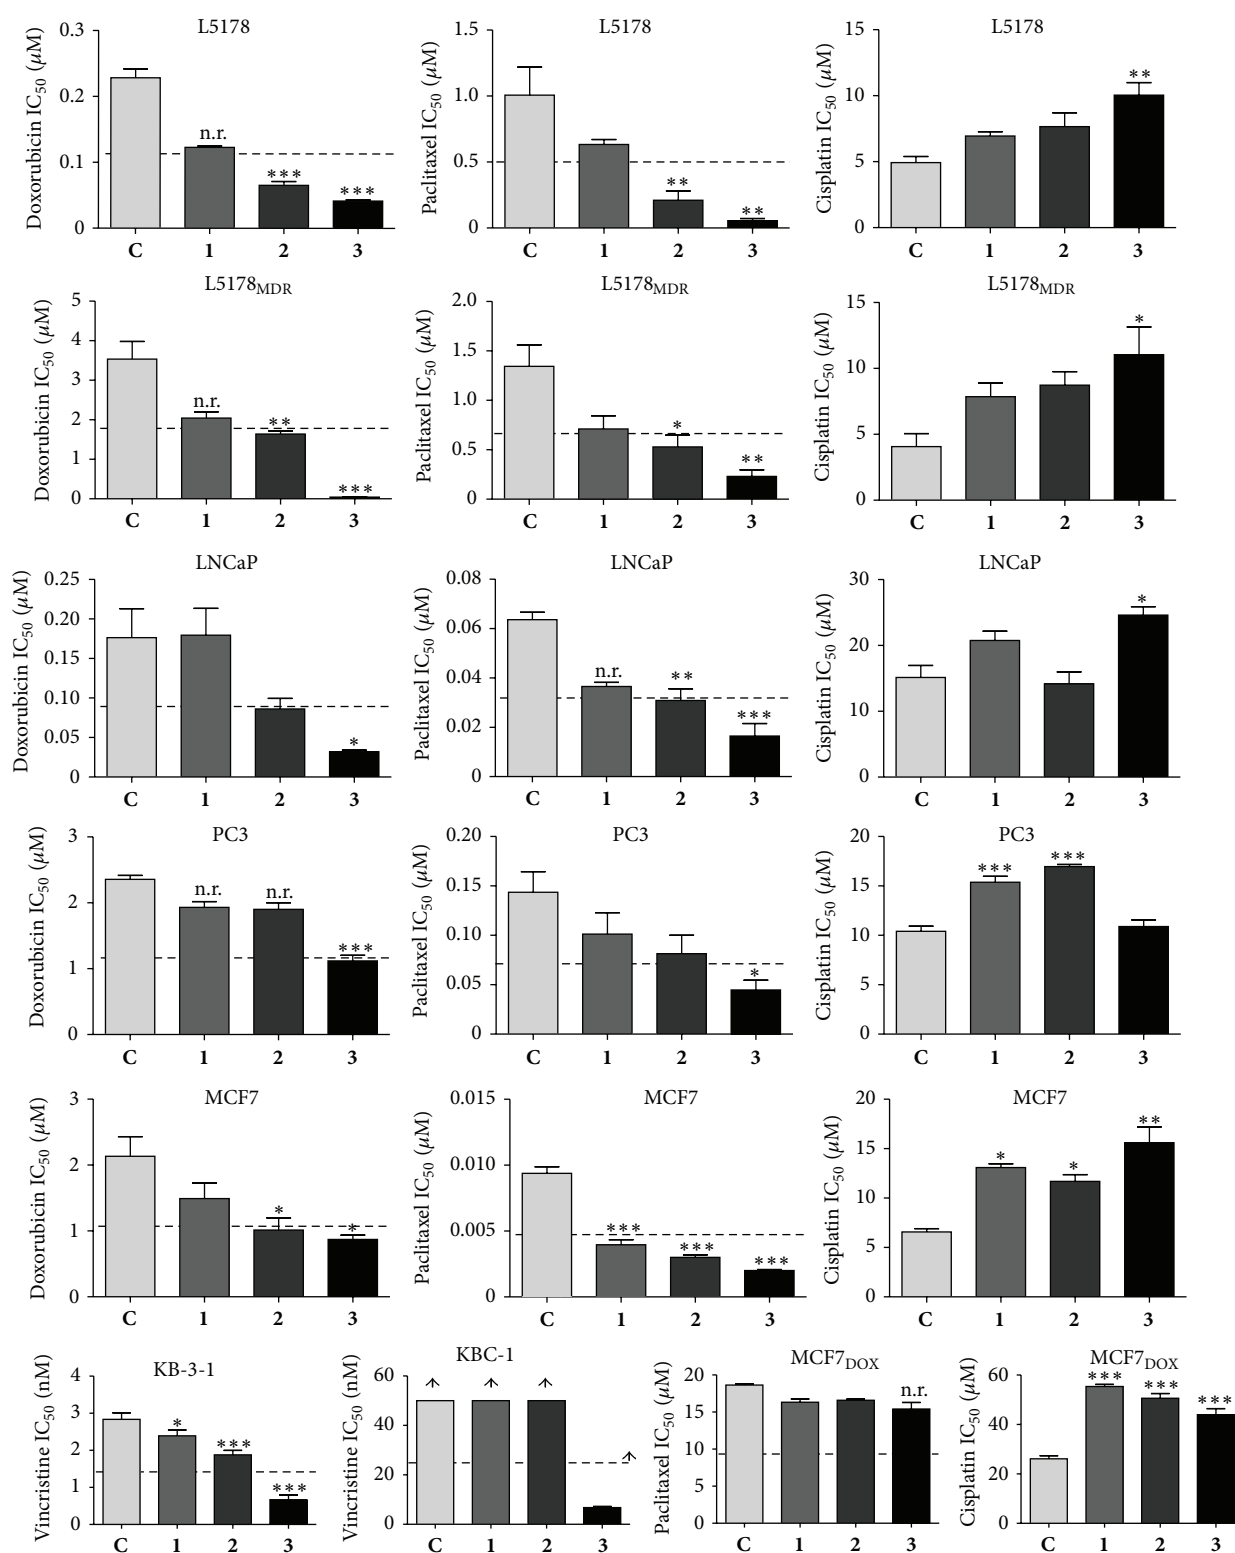 L5178
Doxorubicin IC50 (μM)
0.3
0.2
0.1
0
n.r.
***
***
C 1 2 3
L5178
Paclitaxel IC50 (μM)
1.5
1.0
0.5
0
**
**
C 1 2 3
L5178
Cisplatin IC50 (μM)
15
10
5
0
**
C 1 2 3
L5178MDR
Doxorubicin IC50 (μM)
5
4
3
2
1
0
n.r.
**
***
C 1 2 3
L5178MDR
Paclitaxel IC50 (μM)
2.0
1.5
1.0
0.5
0
*
**
C 1 2 3
L5178MDR
Cisplatin IC50 (μM)
15
10
5
0
*
C 1 2 3
LNCaP
Doxorubicin IC50 (μM)
0.25
0.20
0.15
0.10
0.05
0
*
C 1 2 3
LNCaP
Paclitaxel IC50 (μM)
0.08
0.06
0.04
0.02
0
n.r.
**
***
C 1 2 3
LNCaP
Cisplatin IC50 (μM)
30
20
10
0
*
C 1 2 3
PC3
Doxorubicin IC50 (μM)
3
2
1
0
n.r.
n.r.
***
C 1 2 3
PC3
Paclitaxel IC50 (μM)
0.20
0.15
0.10
0.05
0
*
C 1 2 3
PC3
Cisplatin IC50 (μM)
20
15
10
5
0
***
***
C 1 2 3
MCF7
Doxorubicin IC50 (μM)
3
2
1
0
*
*
C 1 2 3
MCF7
Paclitaxel IC50 (μM)
0.015
0.010
0.005
0
***
***
***
C 1 2 3
MCF7
Cisplatin IC50 (μM)
20
15
10
5
0
*
*
**
C 1 2 3
KB-3-1
Vincristine IC50 (nM)
4
3
2
1
0
*
***
***
C 1 2 3
KBC-1
Vincristine IC50 (nM)
60
40
20
0
C 1 2 3
MCF7DOX
Paclitaxel IC50 (μM)
20
15
10
5
0
n.r.
C 1 2 3
MCF7DOX
Cisplatin IC50 (μM)
60
40
20
0
***
***
***
C 1 2 3